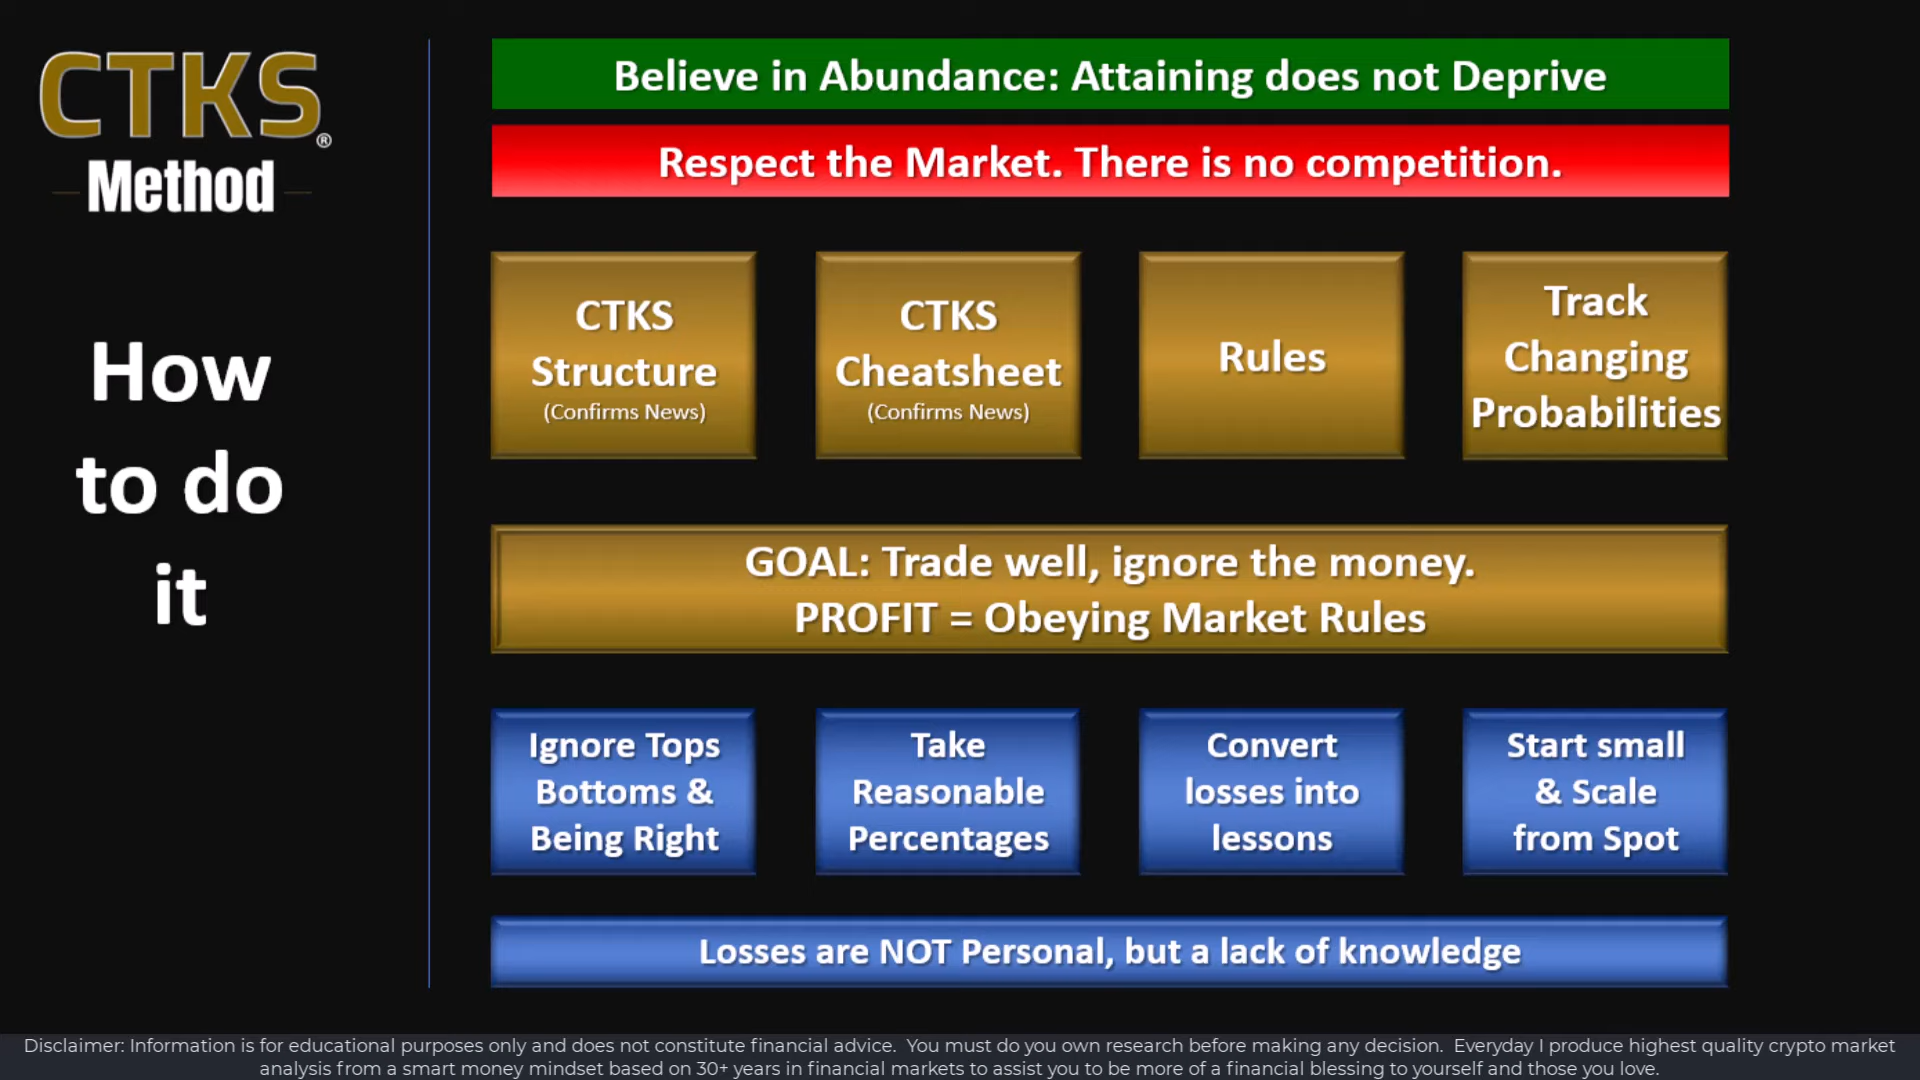 CTKS®
Method
How
to do
it
Believe in Abundance: Attaining does not Deprive
Respect the Market. There is no competition.
CTKS
Structure
(Confirms News)
CTKS
Cheatsheet
(Confirms News)
Rules
Track
Changing
Probabilities
GOAL: Trade well, ignore the money.
PROFIT = Obeying Market Rules
Ignore Tops
Bottoms &
Being Right
Take
Reasonable
Percentages
Convert
losses into
lessons
Start small
& Scale
from Spot
Losses are NOT Personal, but a lack of knowledge
Disclaimer: Information is for educational purposes only and does not constitute financial advice.  You must do you own research before making any decision.  Everyday I produce highest quality crypto market
analysis from a smart money mindset based on 30+ years in financial markets to assist you to be more of a financial blessing to yourself and those you love.